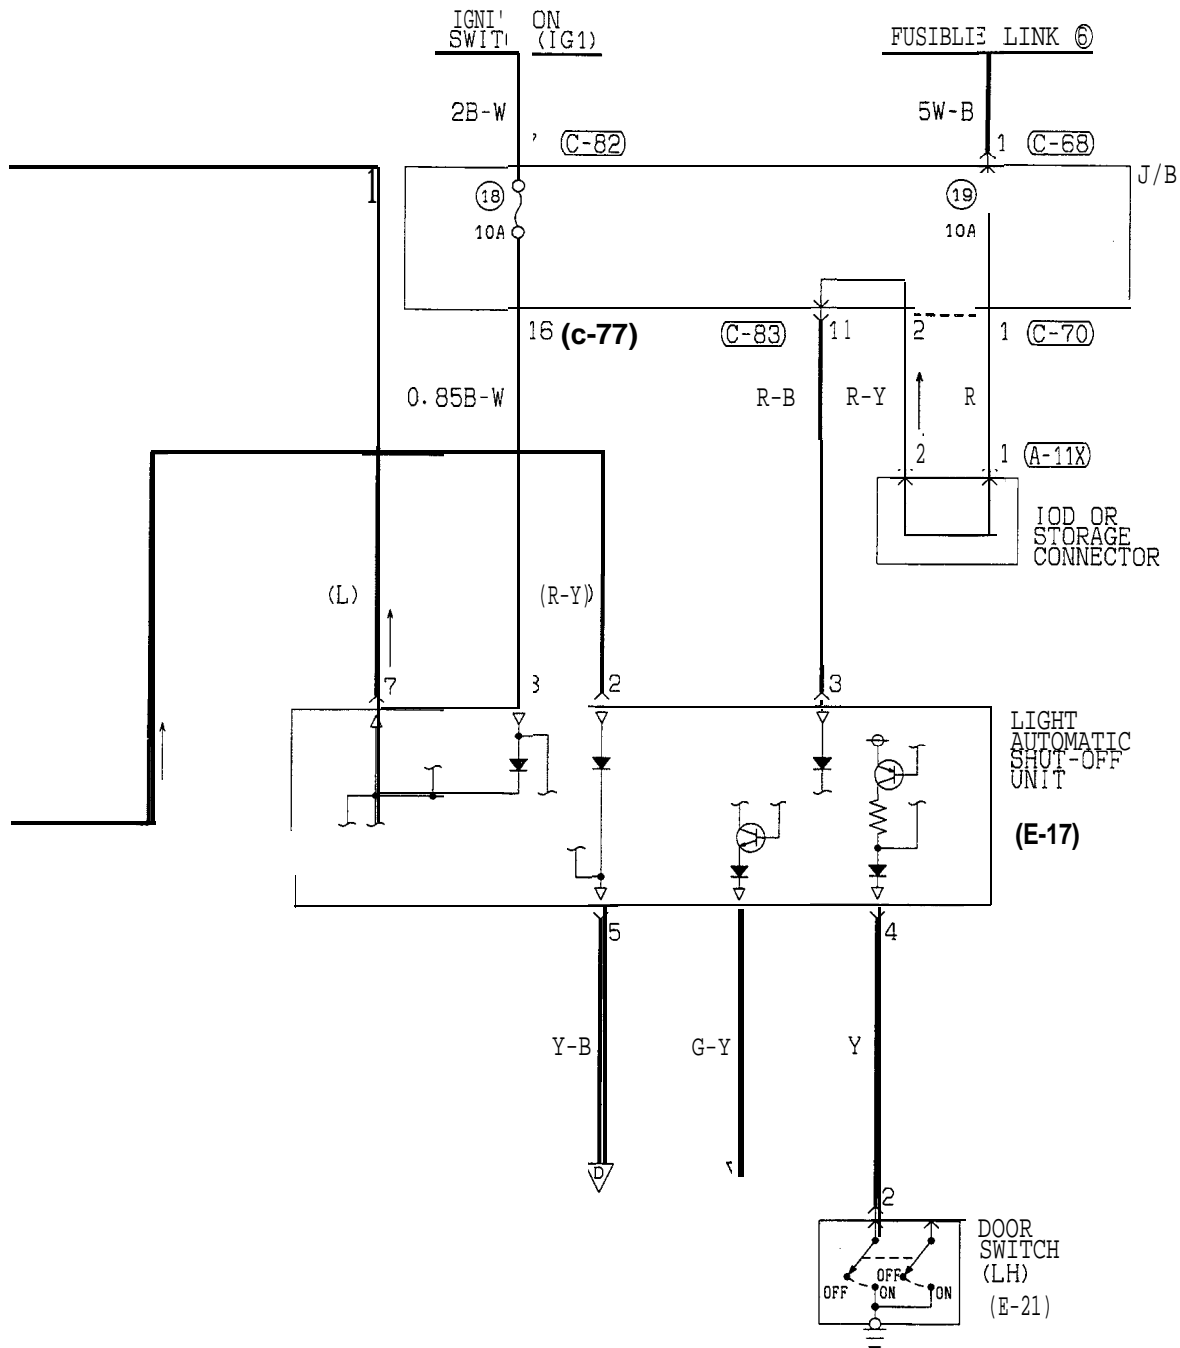 ON
(IG1)
FUSIBLE LINK ⑥
2B-W
5W-B
(C-82)
1 (C-68)
J/B
1
18
10A
19
10A
16 (c-77)
(C-83) 11
2
1 (C-70)
0.85B-W
R-B
R-Y
R
2
1 (A-11X)
IOD OR
STORAGE
CONNECTOR
(L)
(R-Y)
7
2
3
LIGHT
AUTOMATIC
SHUT-OFF
UNIT
(E-17)
5
4
Y-B
G-Y
Y
D
2
DOOR
SWITCH
(LH)
(E-21)
OFF
OFF
ON
ON